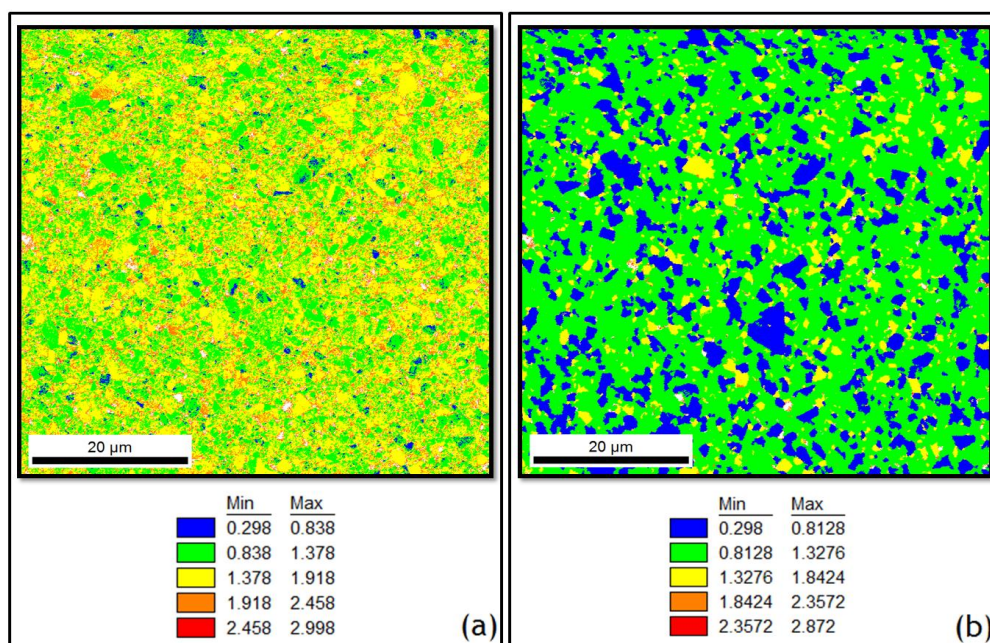 20 µm
Min Max
0.298 0.838
0.838 1.378
1.378 1.918
1.918 2.458
2.458 2.998
(a)
20 µm
Min Max
0.298 0.8128
0.8128 1.3276
1.3276 1.8424
1.8424 2.3572
2.3572 2.872
(b)